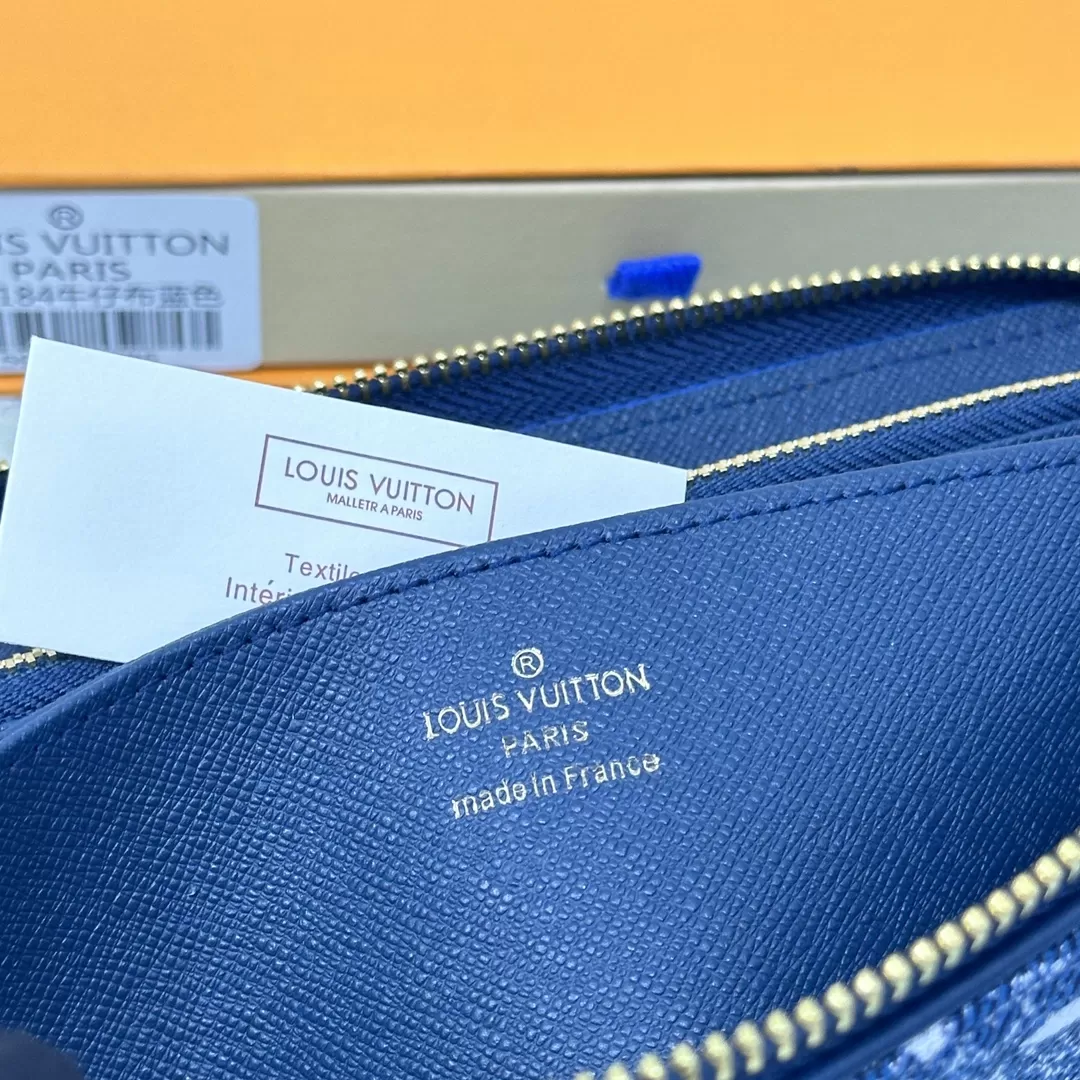 ®
IS VUITTON
PARIS
184牛仔布蓝色
LOUIS VUITTON
MALLETR A PARIS
Textile
Intéri
®
LOUIS VUITTON
PARIS
made in France